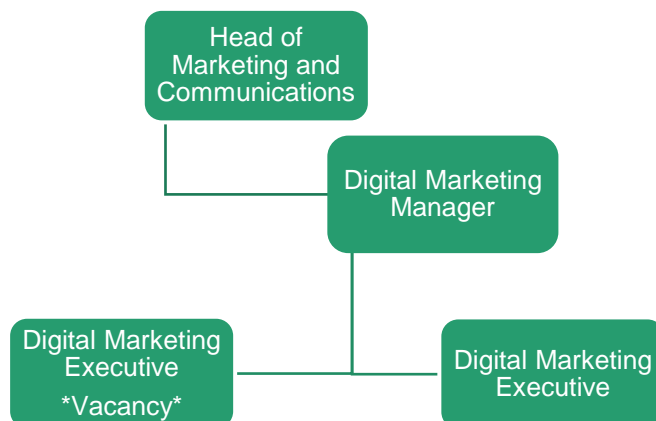 Head of
Marketing and
Communications
Digital Marketing
Manager
Digital Marketing
Executive
*Vacancy*
Digital Marketing
Executive